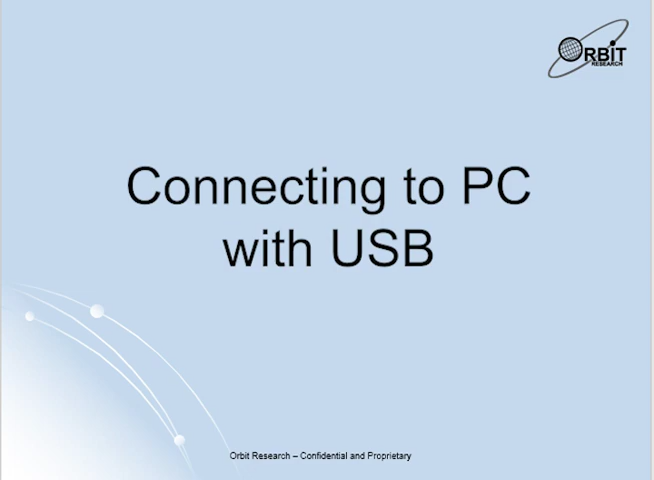 ORBIT
RESEARCH
Connecting to PC
with USB
Orbit Research – Confidential and Proprietary